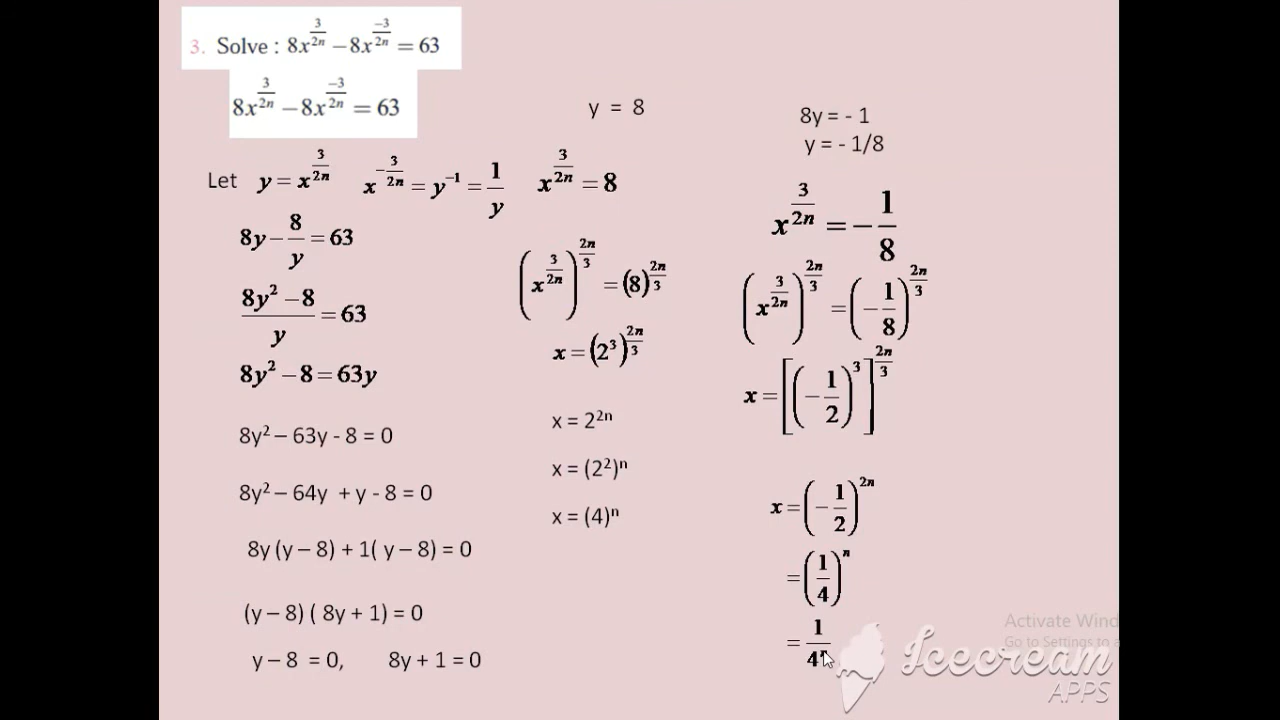 3. Solve : 8x^(3/2n) − 8x^(−3/2n) = 63
8x^(3/2n) − 8x^(−3/2n) = 63
Let y = x^(3/2n) x^(−3/2n) = y^(−1) = 1/y
8y − 8/y = 63
(8y² − 8)/y = 63
8y² − 8 = 63y
8y² – 63y - 8 = 0
8y² – 64y + y - 8 = 0
8y (y – 8) + 1( y – 8) = 0
(y – 8) ( 8y + 1) = 0
y – 8 = 0, 8y + 1 = 0
y = 8
x^(3/2n) = 8
(x^(3/2n))^(2n/3) = (8)^(2n/3)
x = (2³)^(2n/3)
x = 2^(2n)
x = (2²)ⁿ
x = (4)ⁿ
8y = - 1
y = - 1/8
x^(3/2n) = −1/8
(x^(3/2n))^(2n/3) = (−1/8)^(2n/3)
x = [(−1/2)³]^(2n/3)
x = (−1/2)^(2n)
= (1/4)ⁿ
= 1/4ⁿ
Activate Wind
Go to Settings to a
Icecream
APPS